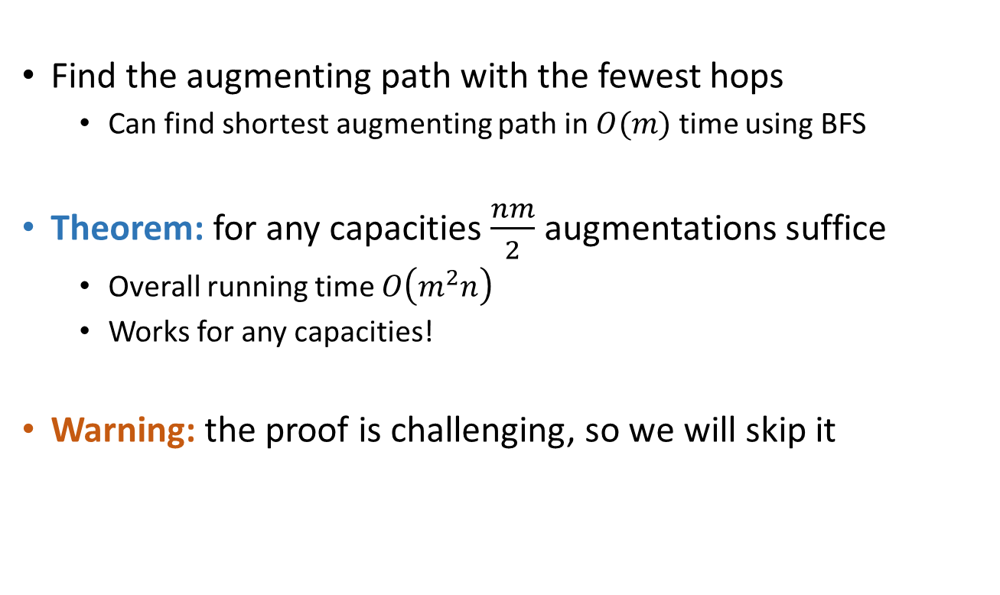 • Find the augmenting path with the fewest hops
• Can find shortest augmenting path in $O(m)$ time using BFS
• Theorem: for any capacities $\frac{nm}{2}$ augmentations suffice
• Overall running time $O(m^2n)$
• Works for any capacities!
• Warning: the proof is challenging, so we will skip it